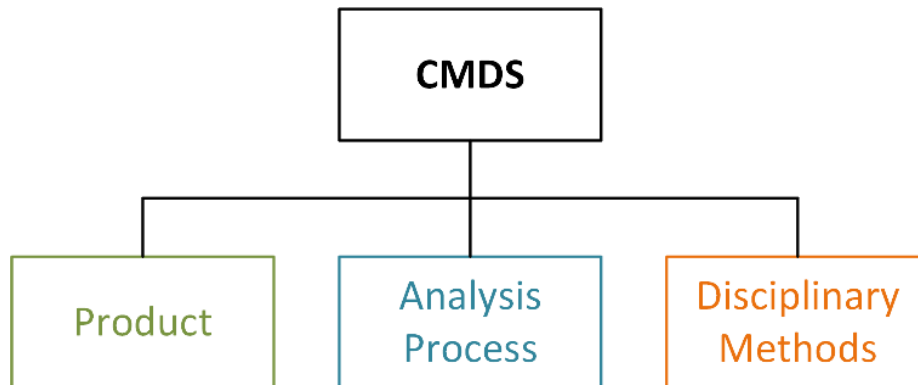 CMDS
Product
Analysis
Process
Disciplinary
Methods